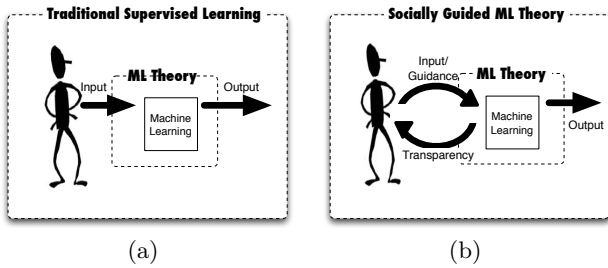 Traditional Supervised Learning
ML Theory
Input
Output
Machine
Learning
(a)
Socially Guided ML Theory
Input/
Guidance
ML Theory
Machine
Learning
Output
Transparency
(b)